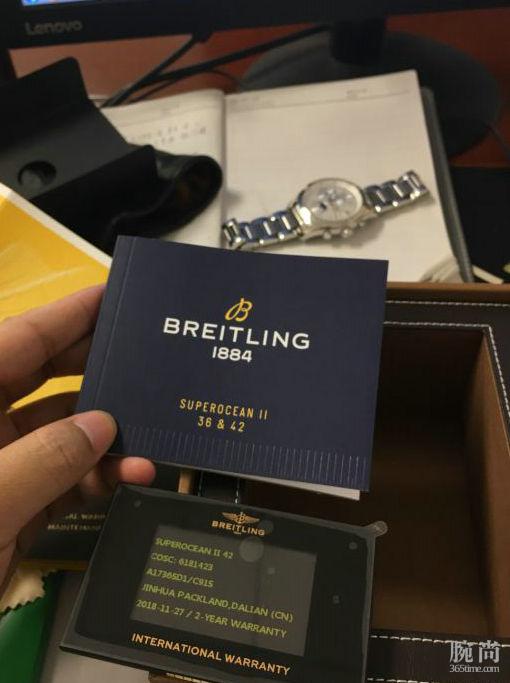 Lenovo
B
BREITLING
1884
SUPEROCEAN II
36 & 42
BREITLING
SUPEROCEAN II 42
COSC: 6181423
A17365D1/C915
JINHUA PACKLAND,DALIAN (CN)
2018-11-27 / 2-YEAR WARRANTY
INTERNATIONAL WARRANTY
腕尚
365time.com